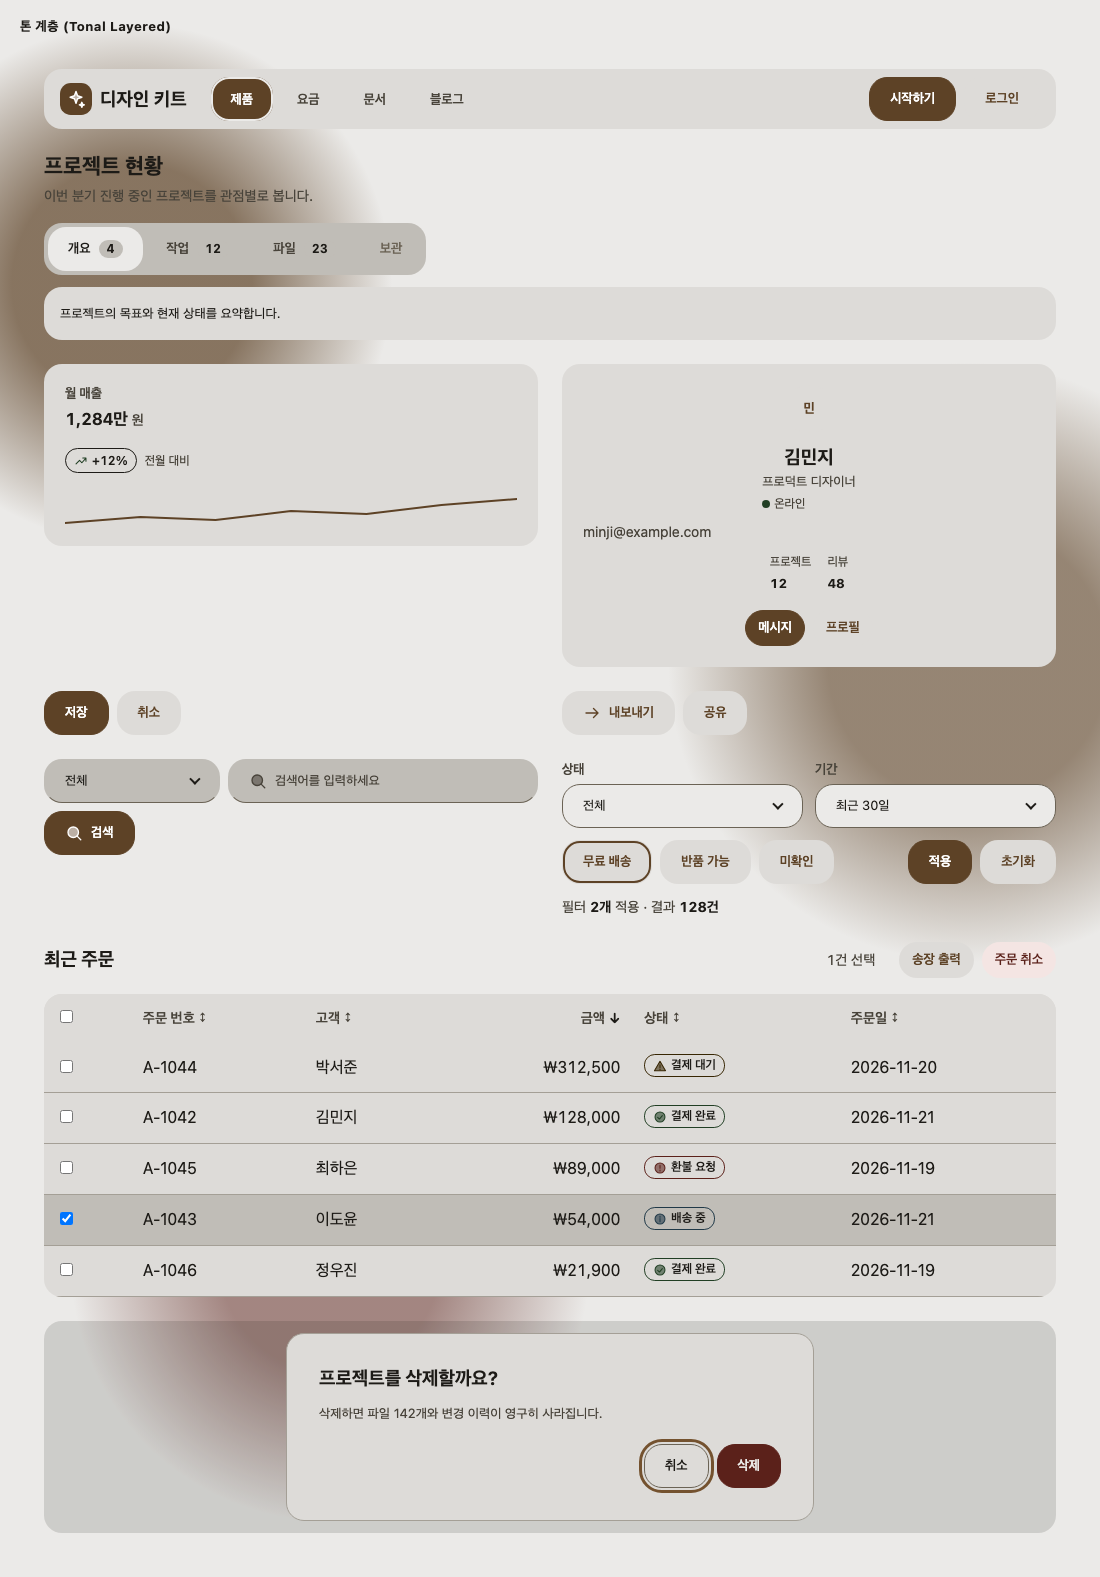 톤 계층 (Tonal Layered)
디자인 키트
제품
요금
문서
블로그
시작하기
로그인
프로젝트 현황
이번 분기 진행 중인 프로젝트를 관점별로 봅니다.
개요 4
작업 12
파일 23
보관
프로젝트의 목표와 현재 상태를 요약합니다.
월 매출
1,284만 원
+12% 전월 대비
민
김민지
프로덕트 디자이너
온라인
minji@example.com
프로젝트 리뷰
12 48
메시지 프로필
저장 취소
내보내기 공유
전체
검색어를 입력하세요
검색
상태 기간
전체 최근 30일
무료 배송 반품 가능 미확인 적용 초기화
필터 2개 적용 · 결과 128건
최근 주문
1건 선택 송장 출력 주문 취소
주문 번호 ↕ 고객 ↕ 금액 ↓ 상태 ↕ 주문일 ↕
A-1044 박서준 ₩312,500 결제 대기 2026-11-20
A-1042 김민지 ₩128,000 결제 완료 2026-11-21
A-1045 최하은 ₩89,000 환불 요청 2026-11-19
A-1043 이도윤 ₩54,000 배송 중 2026-11-21
A-1046 정우진 ₩21,900 결제 완료 2026-11-19
프로젝트를 삭제할까요?
삭제하면 파일 142개와 변경 이력이 영구히 사라집니다.
취소 삭제